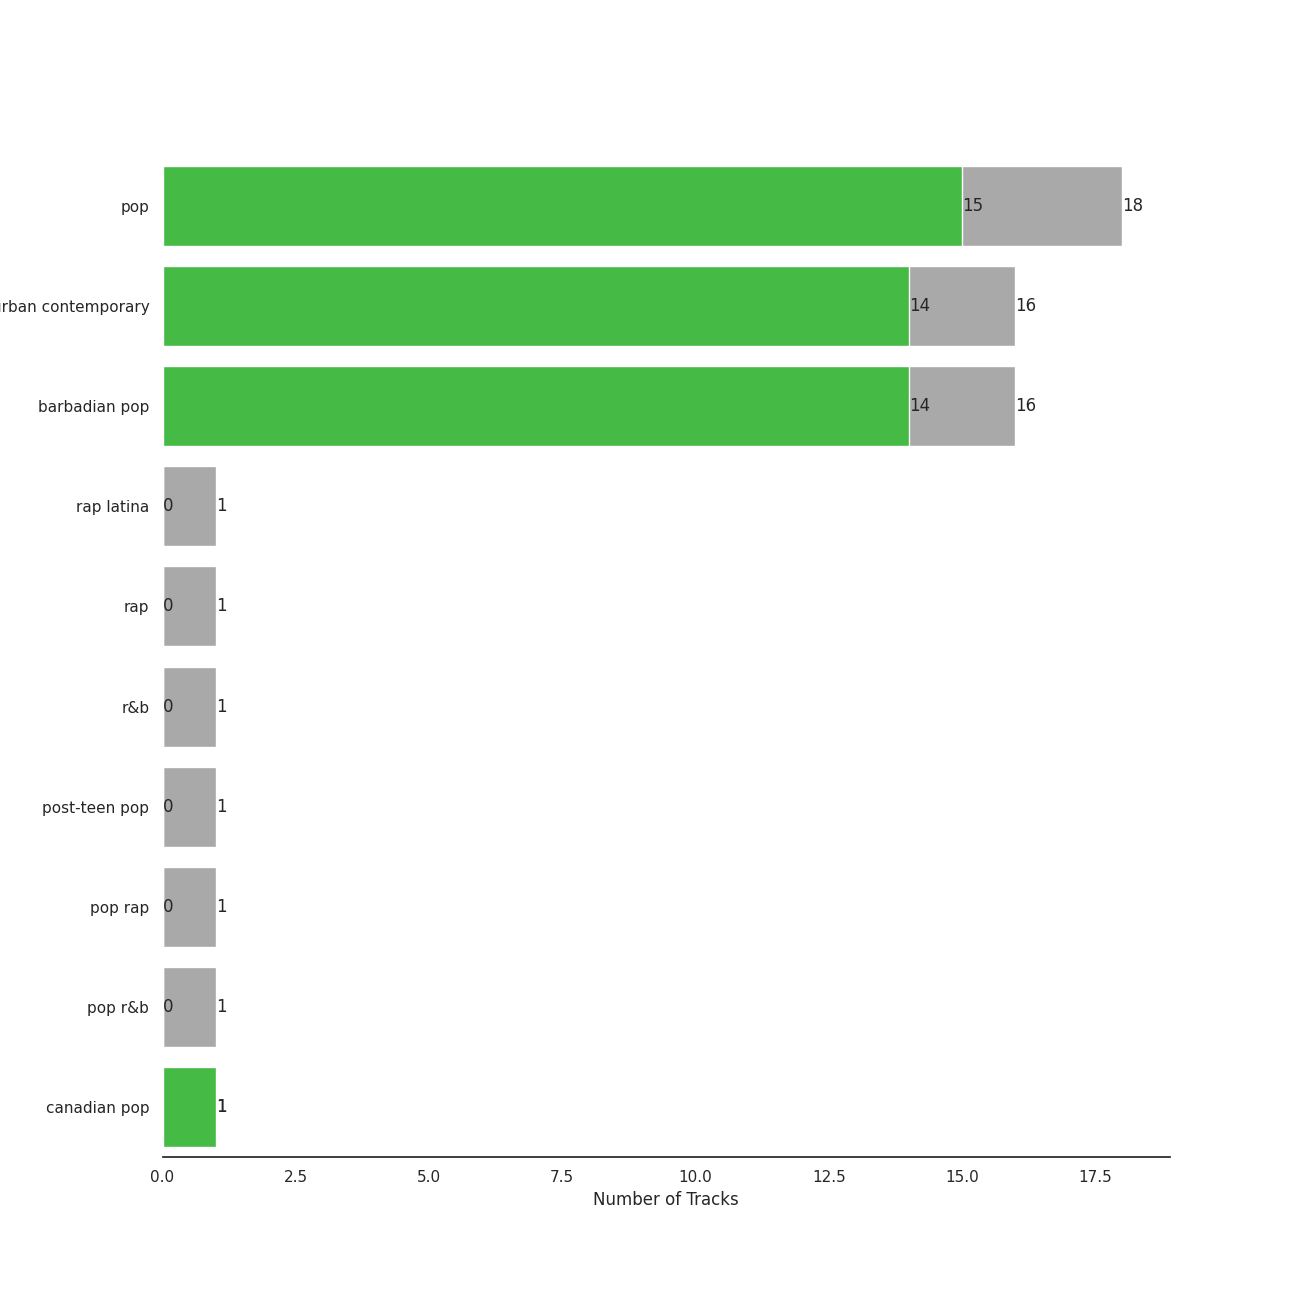 pop 15 18
rban contemporary 14 16
barbadian pop 14 16
rap latina 0 1
rap 0 1
r&b 0 1
post-teen pop 0 1
pop rap 0 1
pop r&b 0 1
canadian pop 1
0.0 2.5 5.0 7.5 10.0 12.5 15.0 17.5
Number of Tracks